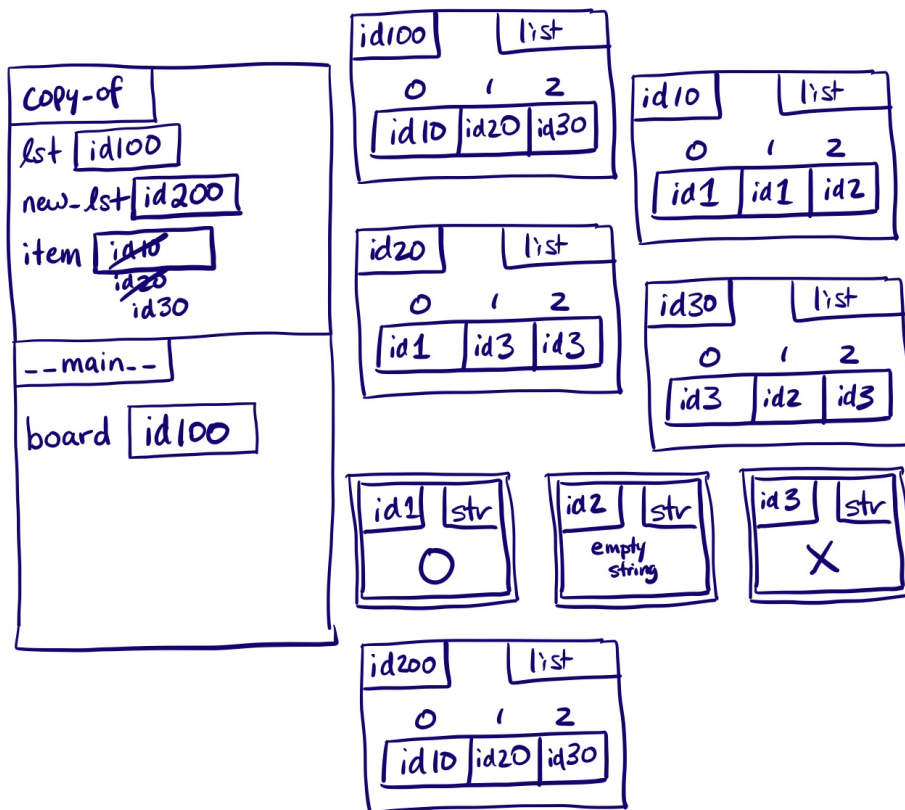 copy-of
lst id100
new-lst id200
item id10
id20
id30
--main--
board id100
id100 list
0 1 2
id10 id20 id30
id10 list
0 1 2
id1 id1 id2
id20 list
0 1 2
id1 id3 id3
id30 list
0 1 2
id3 id2 id3
id1 str
O
id2 str
empty
string
id3 str
X
id200 list
0 1 2
id10 id20 id30